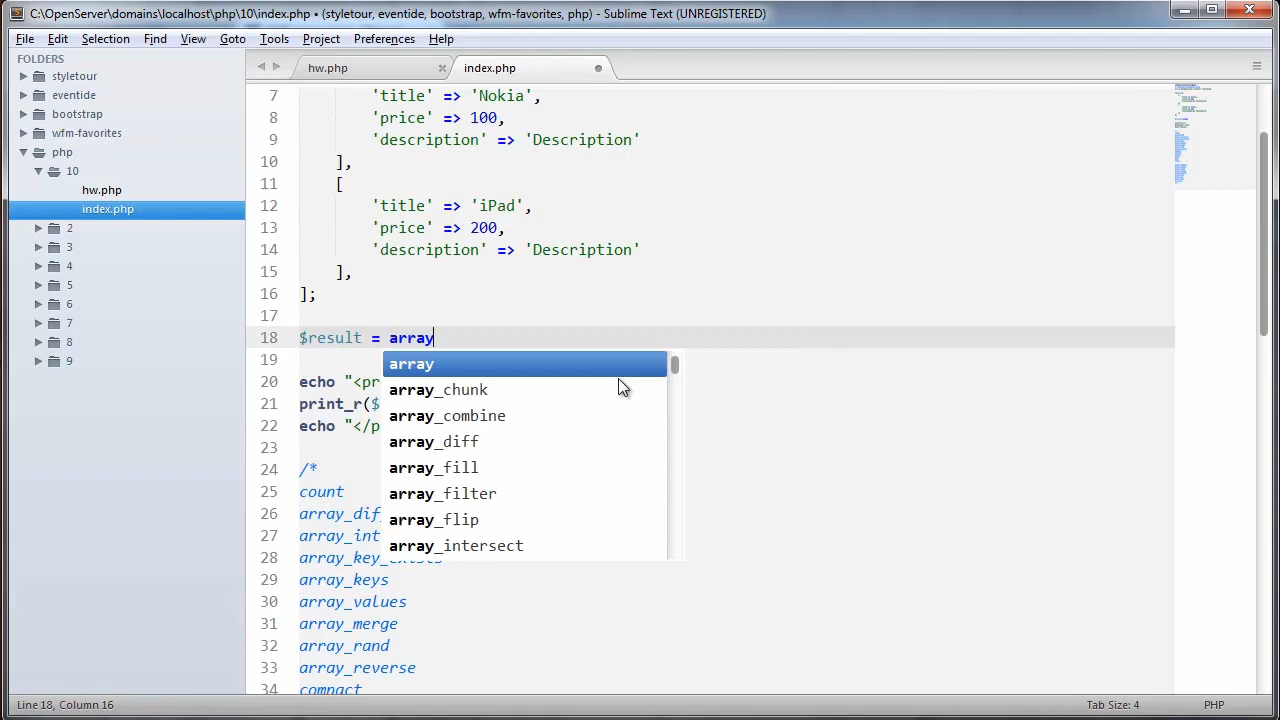 C:\OpenServer\domains\localhost\php\10\index.php • (styletour, eventide, bootstrap, wfm-favorites, php) - Sublime Text (UNREGISTERED)
File Edit Selection Find View Goto Tools Project Preferences Help
FOLDERS
styletour
eventide
bootstrap
wfm-favorites
php
10
hw.php
index.php
2
3
4
5
6
7
8
9
hw.php index.php
7 'title' => 'Nokia',
8 'price' => 100,
9 'description' => 'Description'
10 ],
11 [
12 'title' => 'iPad',
13 'price' => 200,
14 'description' => 'Description'
15 ],
16 ];
17
18 $result = array
19
20 echo "<pr
21 print_r($
22 echo "</p
23
24 /*
25 count
26 array_dif
27 array_int
28 array_key_exists
29 array_keys
30 array_values
31 array_merge
32 array_rand
33 array_reverse
34 compact
array
array_chunk
array_combine
array_diff
array_fill
array_filter
array_flip
array_intersect
Line 18, Column 16 Tab Size: 4 PHP